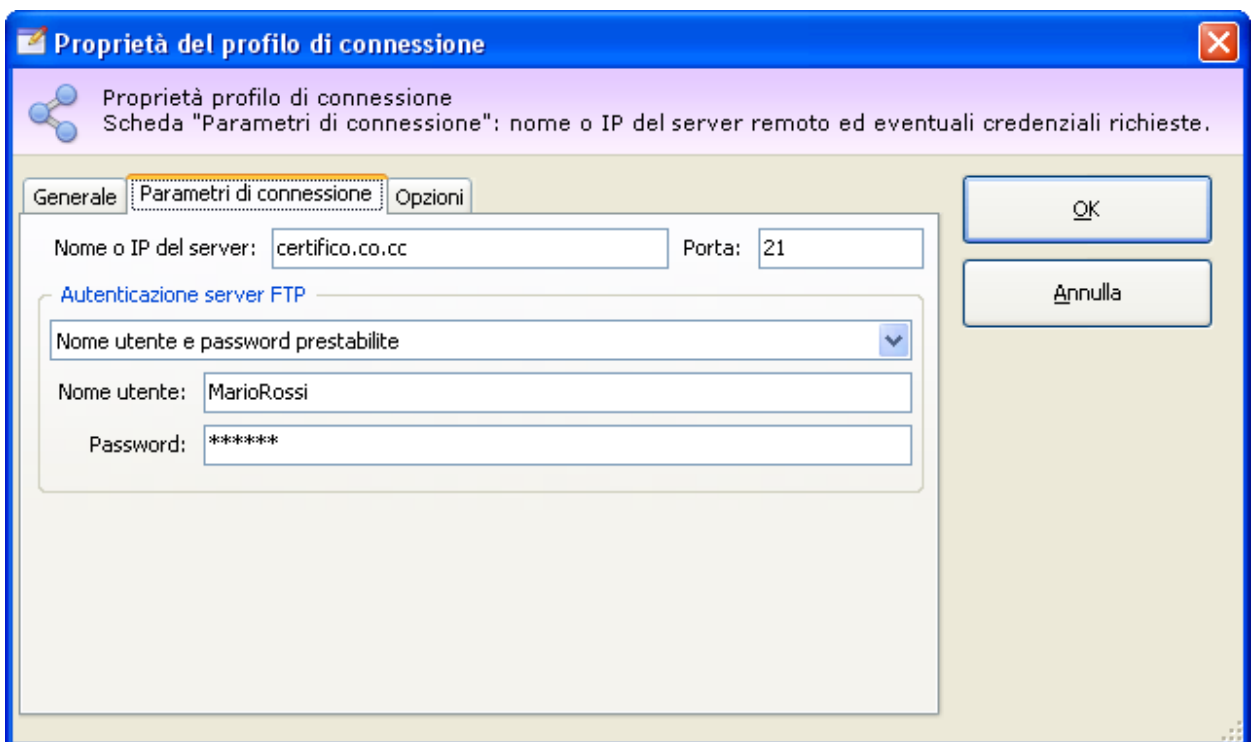 Proprietà del profilo di connessione
Proprietà profilo di connessione
Scheda "Parametri di connessione": nome o IP del server remoto ed eventuali credenziali richieste.
Generale Parametri di connessione Opzioni
OK
Nome o IP del server: certifico.co.cc Porta: 21
Annulla
Autenticazione server FTP
Nome utente e password prestabilite
Nome utente: MarioRossi
Password: ******